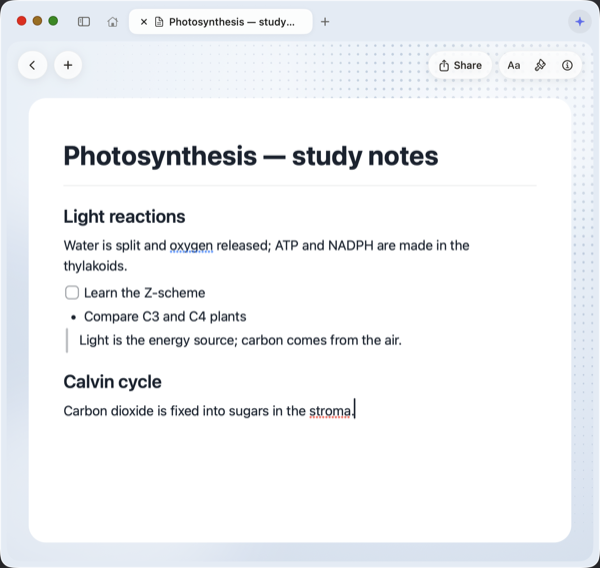 Photosynthesis — study...
Share
Aa
Photosynthesis — study notes
Light reactions
Water is split and oxygen released; ATP and NADPH are made in the
thylakoids.
Learn the Z-scheme
• Compare C3 and C4 plants
Light is the energy source; carbon comes from the air.
Calvin cycle
Carbon dioxide is fixed into sugars in the stroma.